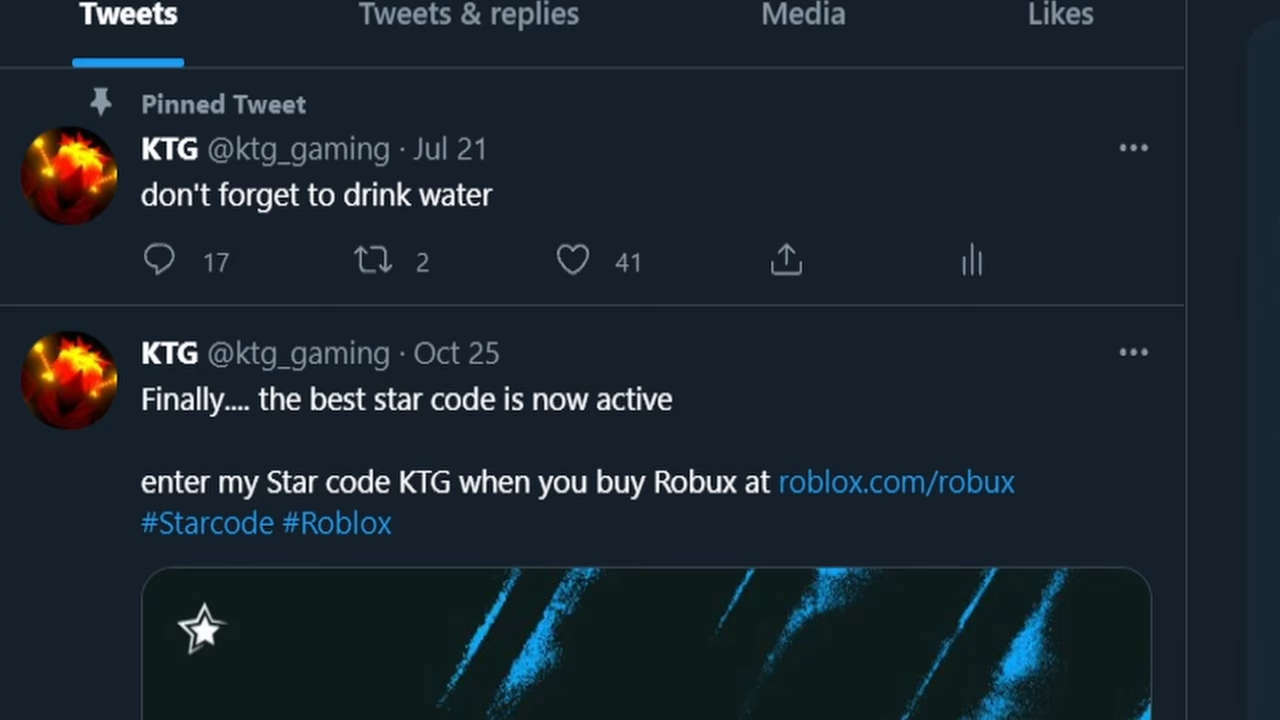 Tweets Tweets & replies Media Likes
Pinned Tweet
KTG @ktg_gaming · Jul 21
don't forget to drink water
17 2 41
KTG @ktg_gaming · Oct 25
Finally.... the best star code is now active
enter my Star code KTG when you buy Robux at roblox.com/robux
#Starcode #Roblox